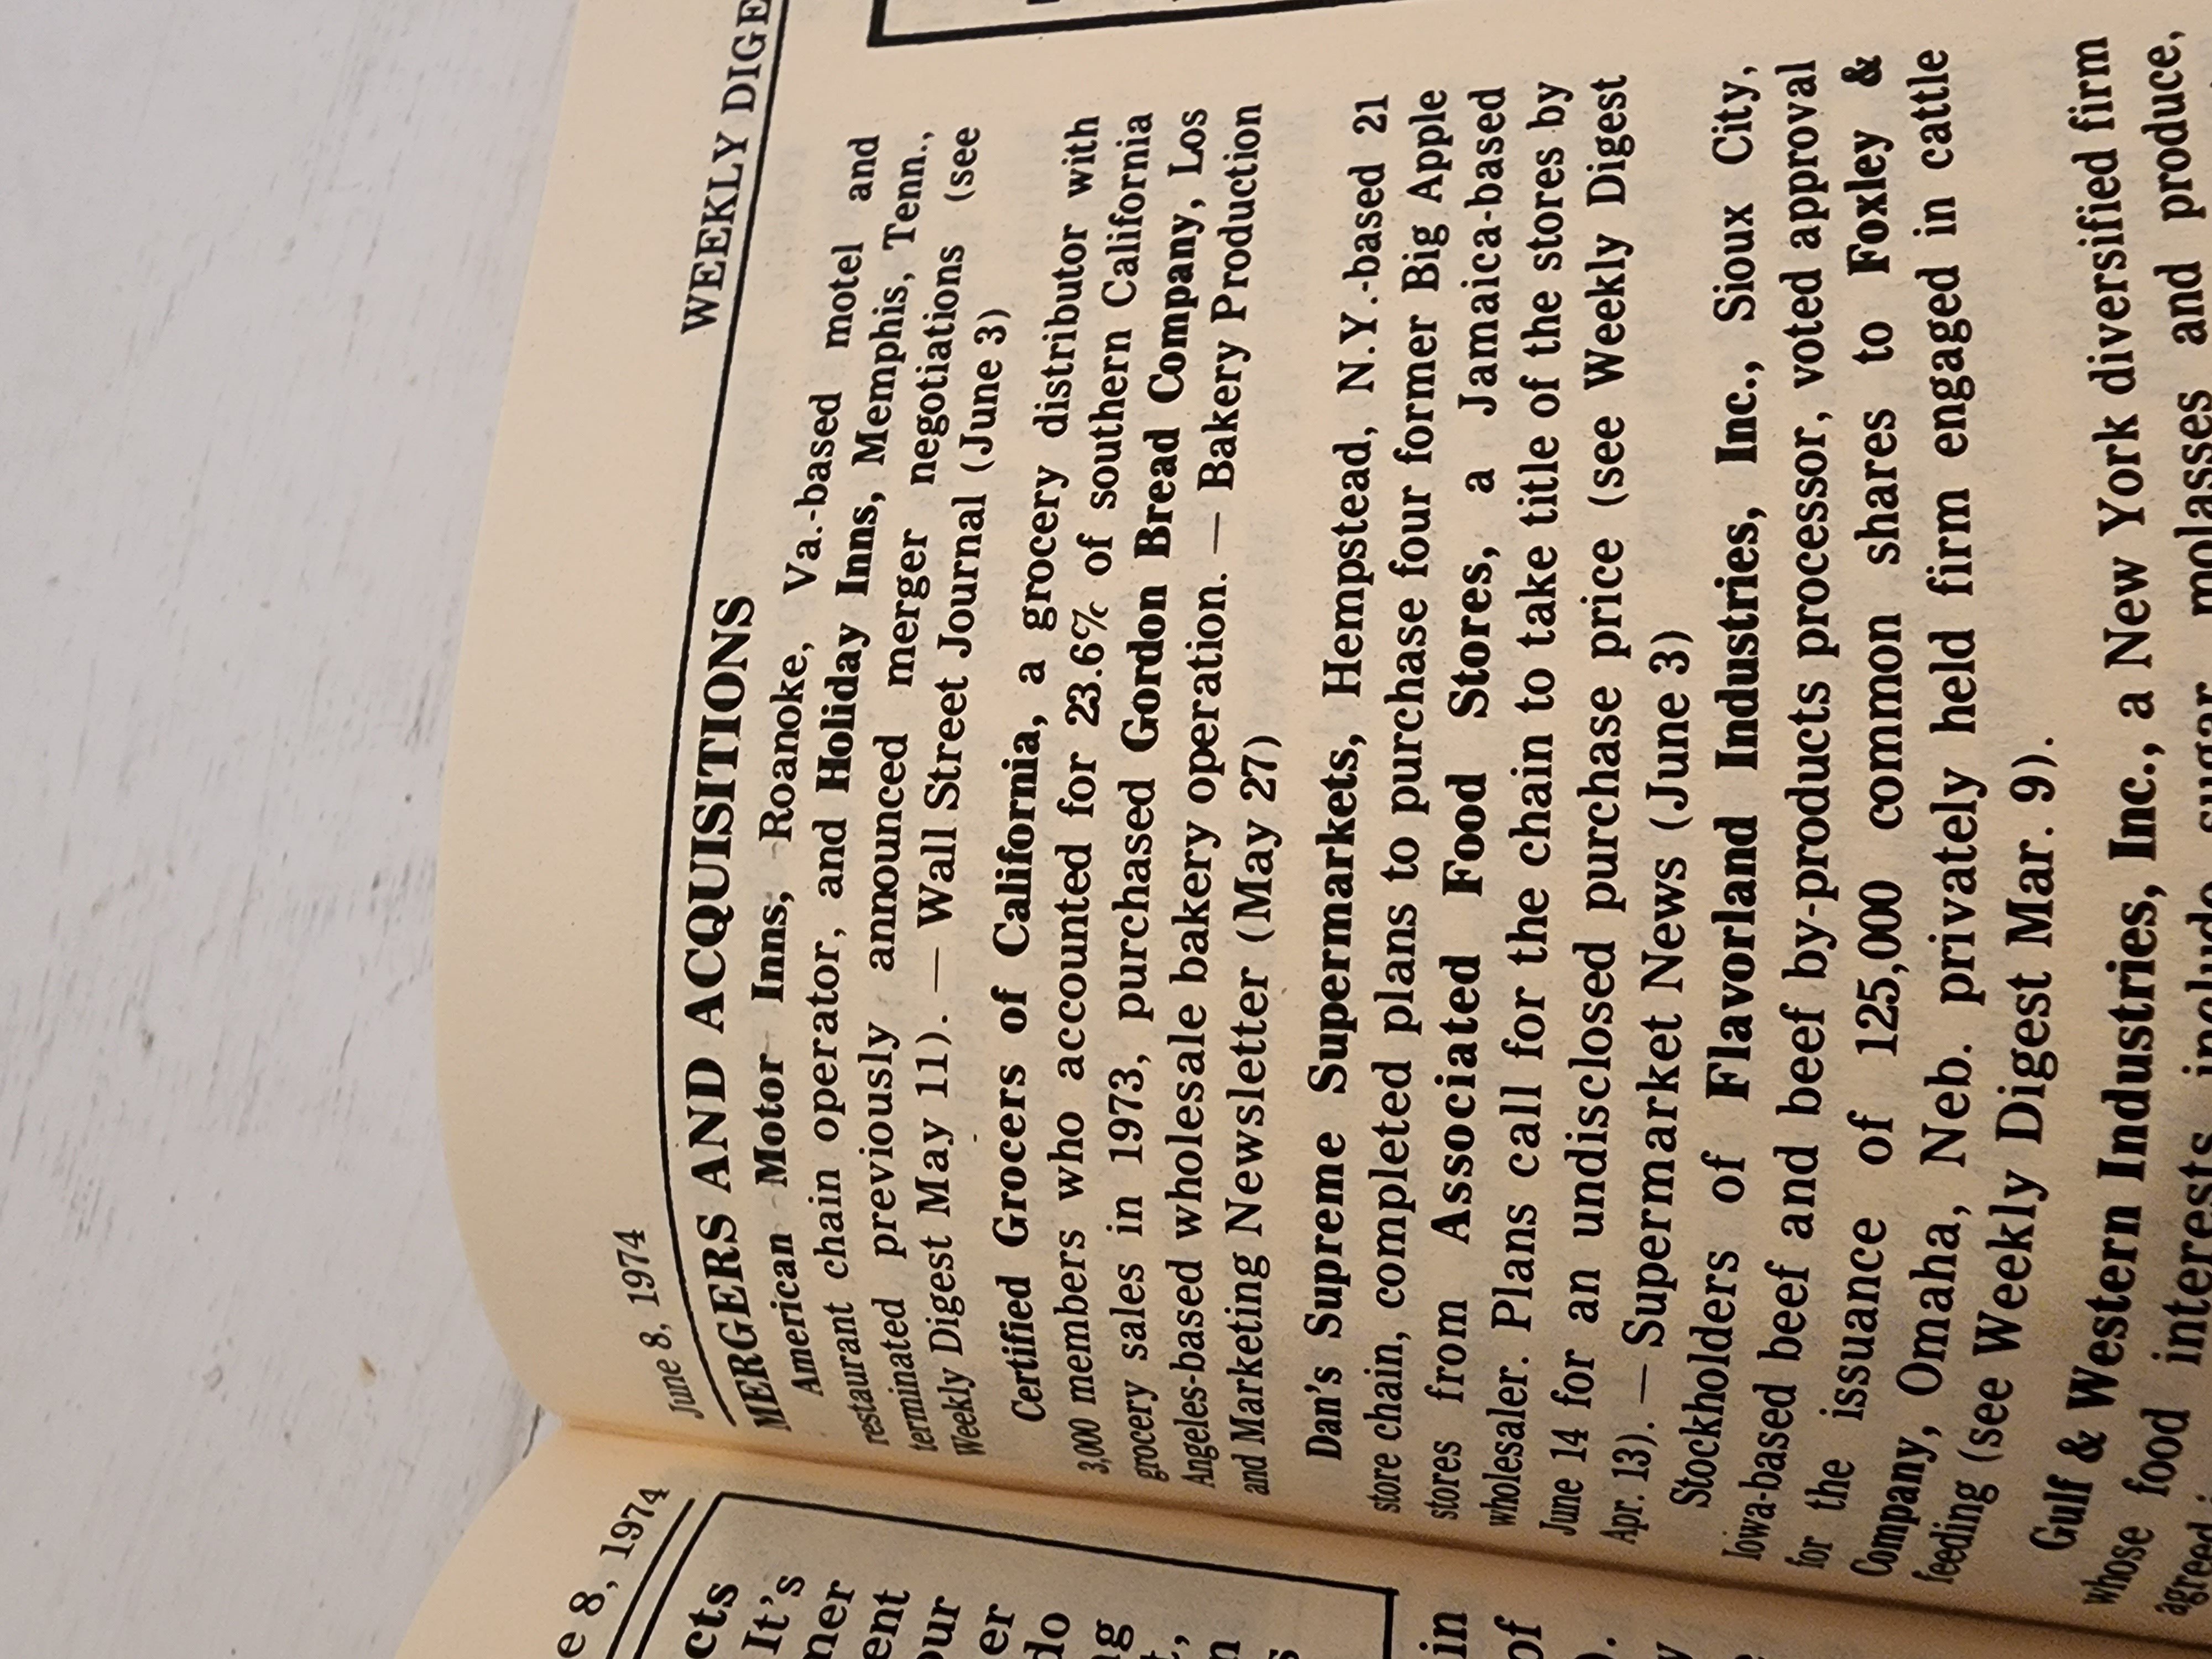 June 8, 1974 WEEKLY DIGE
MERGERS AND ACQUISITIONS
American Motor Inns, Roanoke, Va.-based motel and
restaurant chain operator, and Holiday Inns, Memphis, Tenn.,
terminated previously announced merger negotiations (see
Weekly Digest May 11). — Wall Street Journal (June 3)
Certified Grocers of California, a grocery distributor with
3,000 members who accounted for 23.6% of southern California
grocery sales in 1973, purchased Gordon Bread Company, Los
Angeles-based wholesale bakery operation. — Bakery Production
and Marketing Newsletter (May 27)
Dan's Supreme Supermarkets, Hempstead, N.Y.-based 21
store chain, completed plans to purchase four former Big Apple
stores from Associated Food Stores, a Jamaica-based
wholesaler. Plans call for the chain to take title of the stores by
June 14 for an undisclosed purchase price (see Weekly Digest
Apr. 13). — Supermarket News (June 3)
Stockholders of Flavorland Industries, Inc., Sioux City,
Iowa-based beef and beef by-products processor, voted approval
for the issuance of 125,000 common shares to Foxley &
Company, Omaha, Neb. privately held firm engaged in cattle
feeding (see Weekly Digest Mar. 9).
Gulf & Western Industries, Inc., a New York diversified firm
whose food interests include sugar, molasses and produce,
agreed
e 8, 1974
cts
It's
ner
ent
our
er
do
ng
t,
n
s
in
of
).
y
e